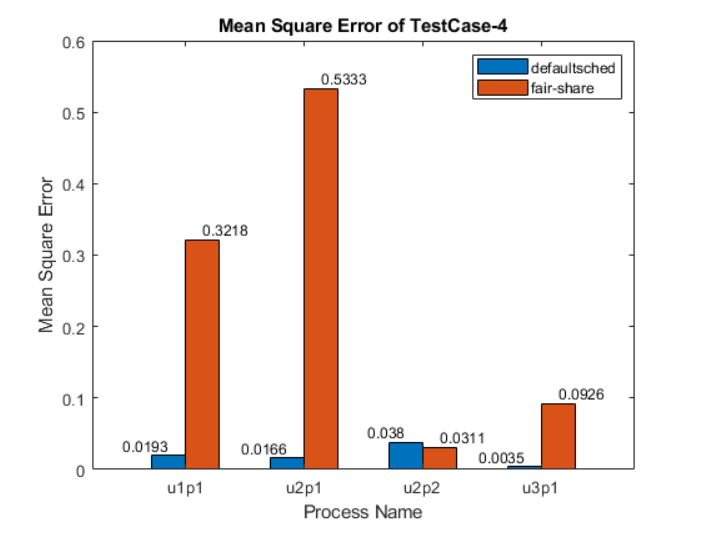 Mean Square Error of TestCase-4
defaultsched
fair-share
Mean Square Error
0.6
0.5
0.4
0.3
0.2
0.1
0
0.0193
0.3218
0.0166
0.5333
0.038
0.0311
0.0035
0.0926
u1p1
u2p1
u2p2
u3p1
Process Name